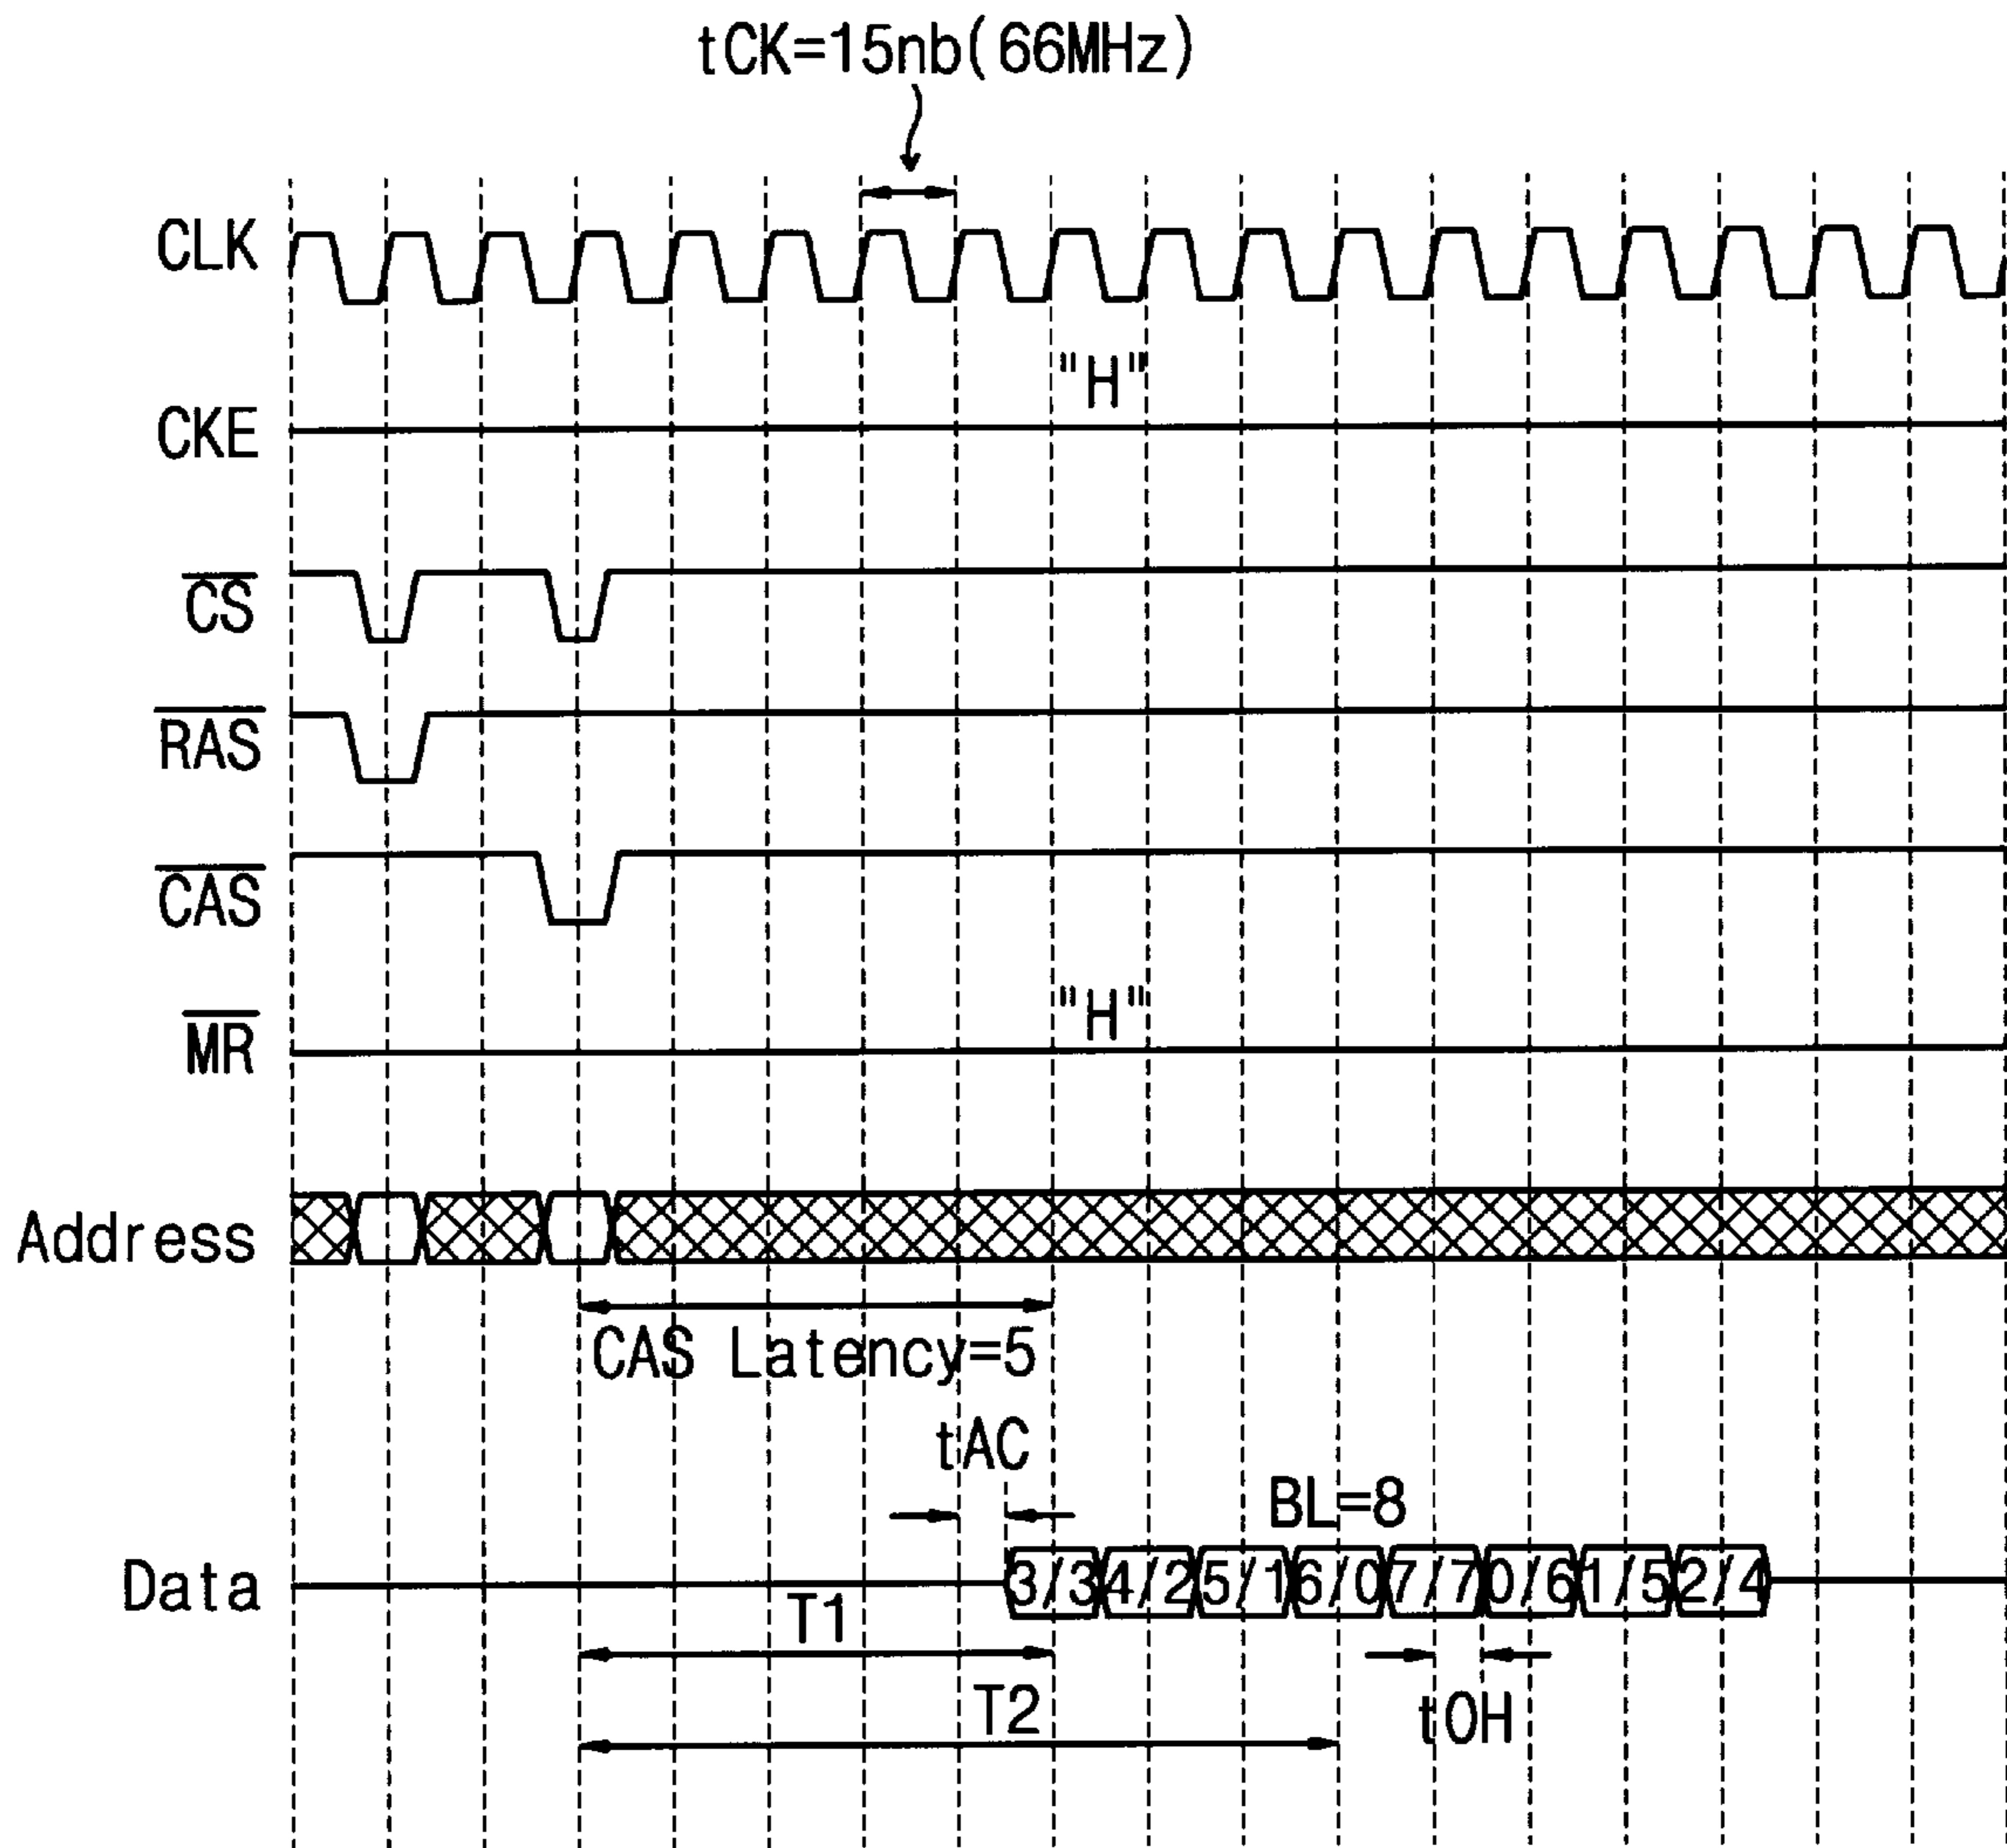 tCK=15nb(66MHz)
CLK
"H"
CKE
CS
RAS
CAS
"H"
MR
Address
CAS Latency=5
tAC
BL=8
Data
3/3 4/2 5/1 6/0 7/7 0/6 1/5 2/4
T1
T2
tOH